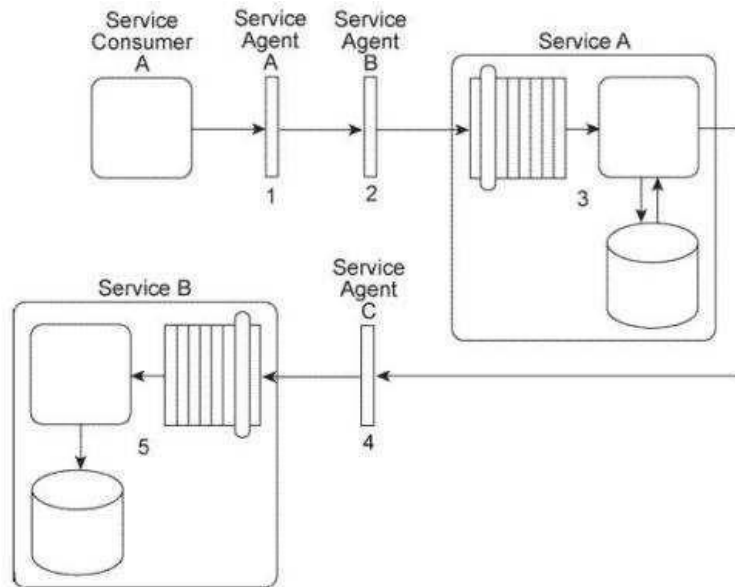 Service
Consumer
A
Service
Agent
A
Service
Agent
B
Service A
1
2
3
Service B
Service
Agent
C
4
5